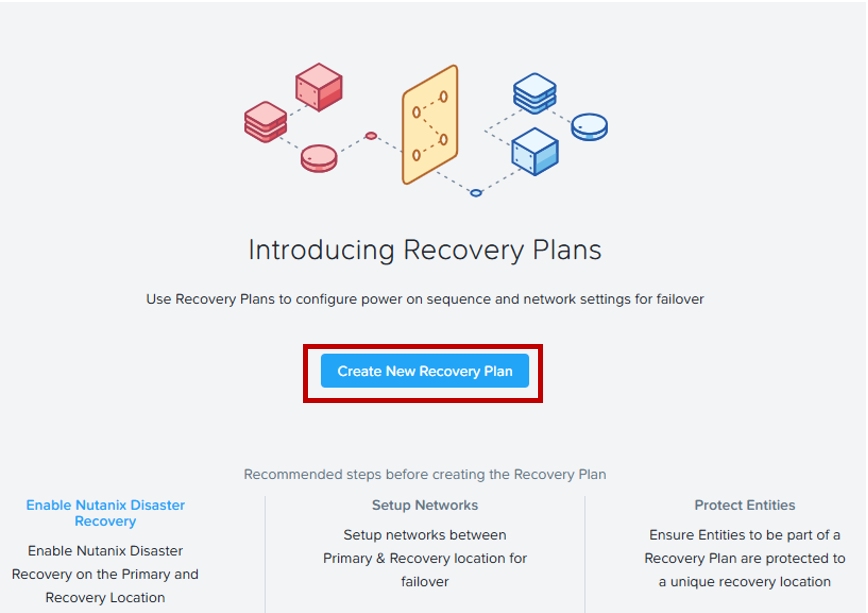 Introducing Recovery Plans
Use Recovery Plans to configure power on sequence and network settings for failover
Create New Recovery Plan
Recommended steps before creating the Recovery Plan
Enable Nutanix Disaster
Recovery
Enable Nutanix Disaster
Recovery on the Primary and
Recovery Location
Setup Networks
Setup networks between
Primary & Recovery location for
failover
Protect Entities
Ensure Entities to be part of a
Recovery Plan are protected to
a unique recovery location